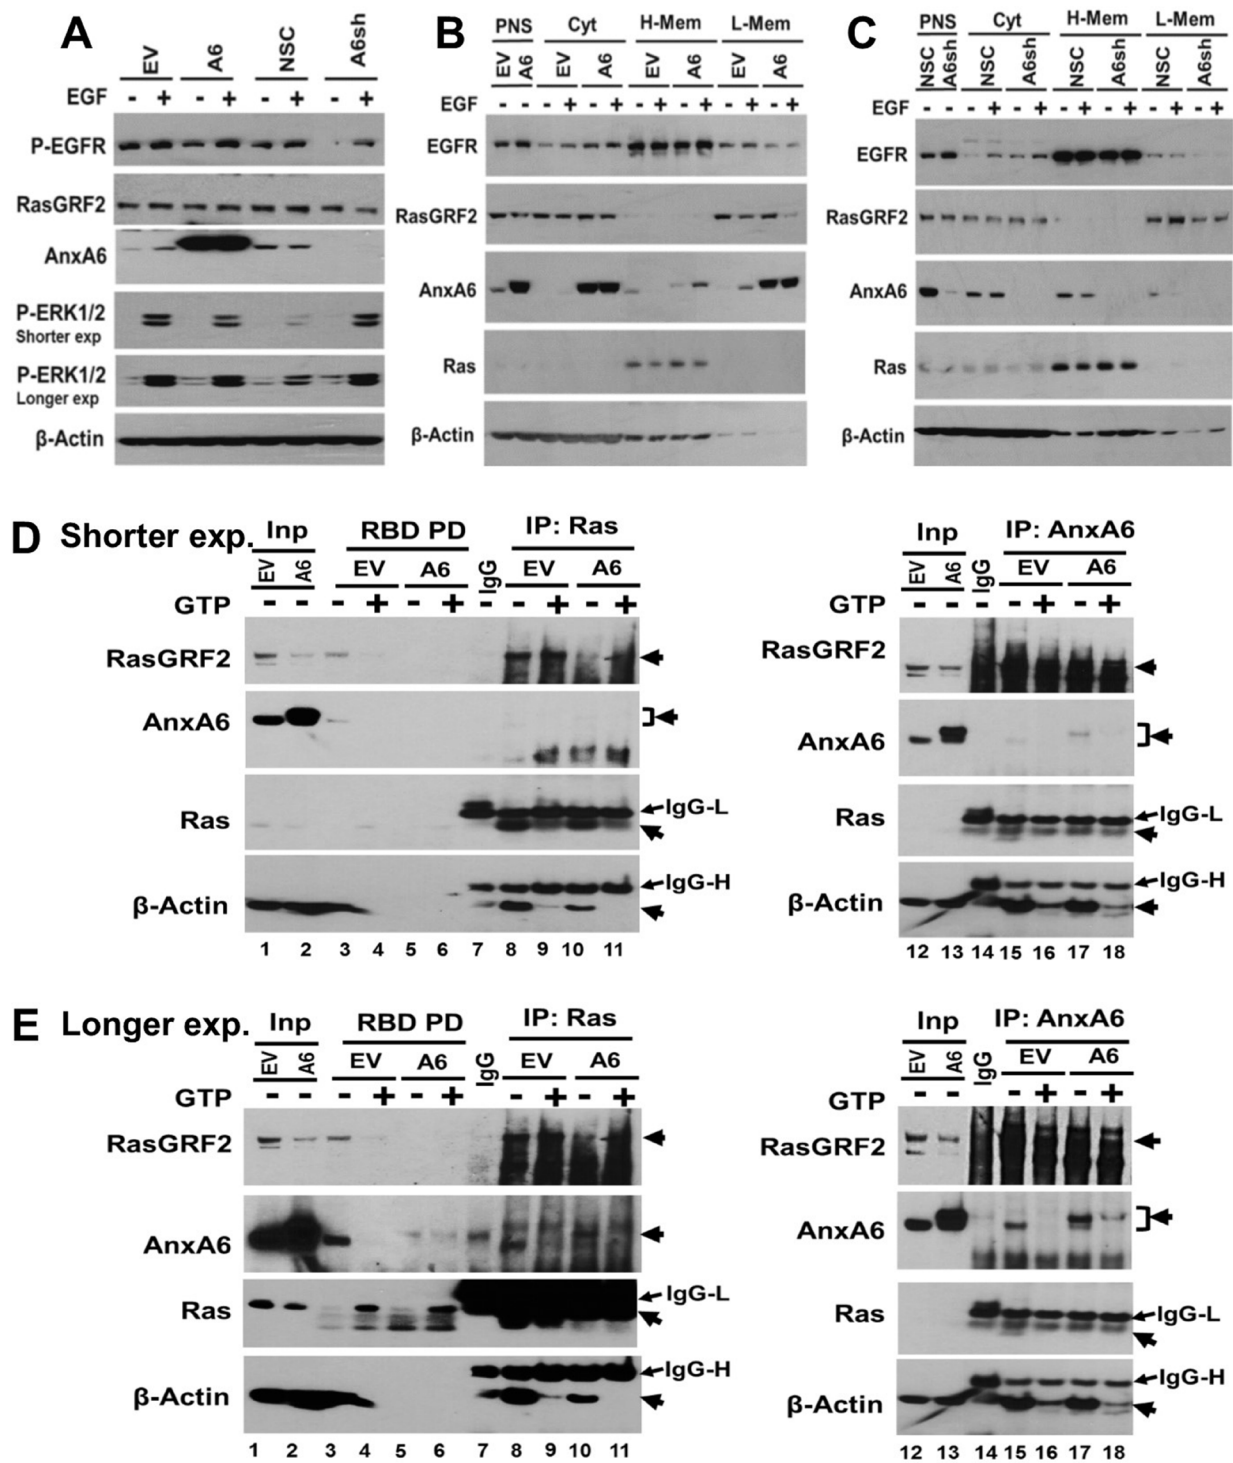 A
EV A6 NSC A6sh
EGF - + - + - + - +
P-EGFR
RasGRF2
AnxA6
P-ERK1/2
Shorter exp
P-ERK1/2
Longer exp
β-Actin
B
PNS Cyt H-Mem L-Mem
EV A6 EV A6 EV A6 EV A6
EGF - - - + - + - + - + - + - +
EGFR
RasGRF2
AnxA6
Ras
β-Actin
C
PNS Cyt H-Mem L-Mem
NSC A6sh NSC A6sh NSC A6sh NSC A6sh
EGF - - - + - + - + - + - + - +
EGFR
RasGRF2
AnxA6
Ras
β-Actin
D Shorter exp.
Inp RBD PD IP: Ras
EV A6 EV A6 IgG EV A6
GTP - - - + - + - - + - +
RasGRF2
AnxA6
Ras IgG-L
IgG-H
β-Actin
1 2 3 4 5 6 7 8 9 10 11
Inp IP: AnxA6
EV A6 IgG EV A6
GTP - - - - + - +
RasGRF2
AnxA6
Ras IgG-L
IgG-H
β-Actin
12 13 14 15 16 17 18
E Longer exp.
Inp RBD PD IP: Ras
EV A6 EV A6 IgG EV A6
GTP - - - + - + - - + - +
RasGRF2
AnxA6
IgG-L
Ras
IgG-H
β-Actin
1 2 3 4 5 6 7 8 9 10 11
Inp IP: AnxA6
EV A6 IgG EV A6
GTP - - - - + - +
RasGRF2
AnxA6
Ras IgG-L
IgG-H
β-Actin
12 13 14 15 16 17 18